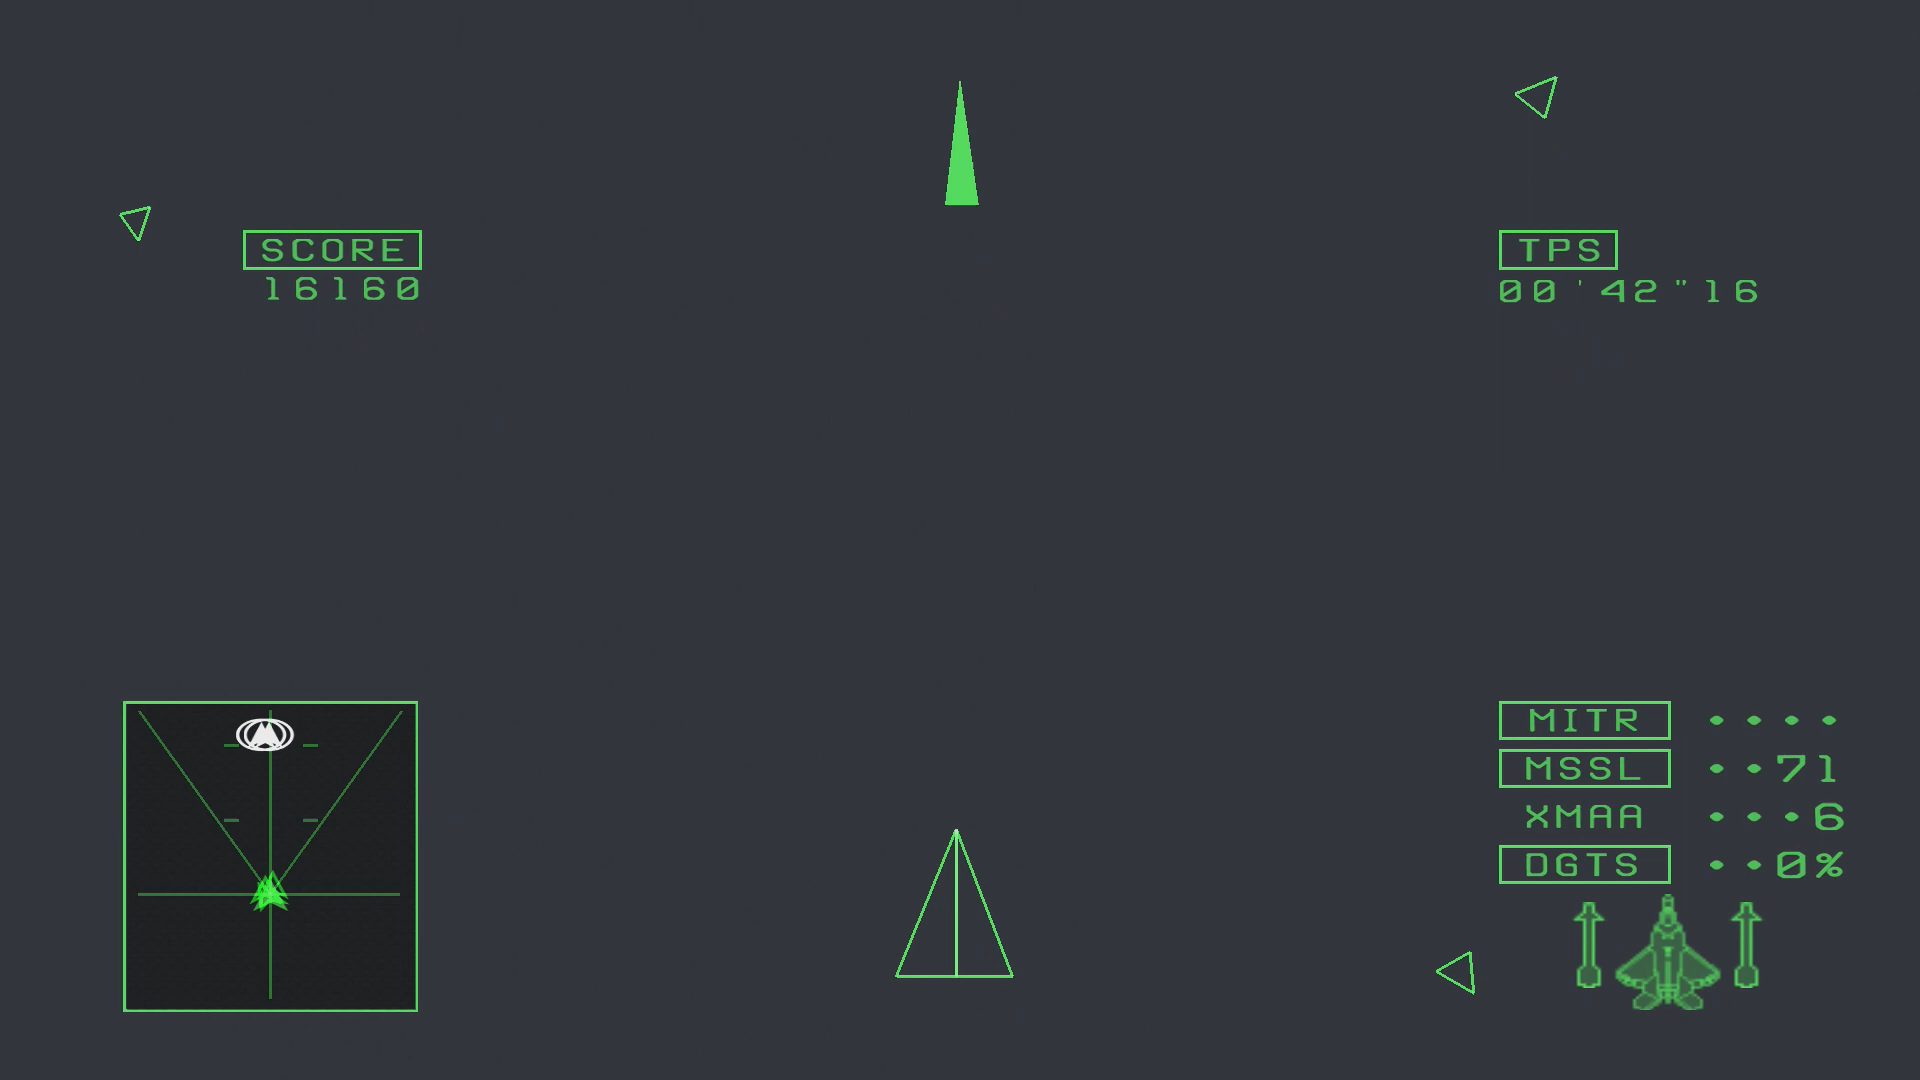 SCORE
16160
TPS
00'42"16
MITR
MSSL 71
XMAA 6
DGTS 0%